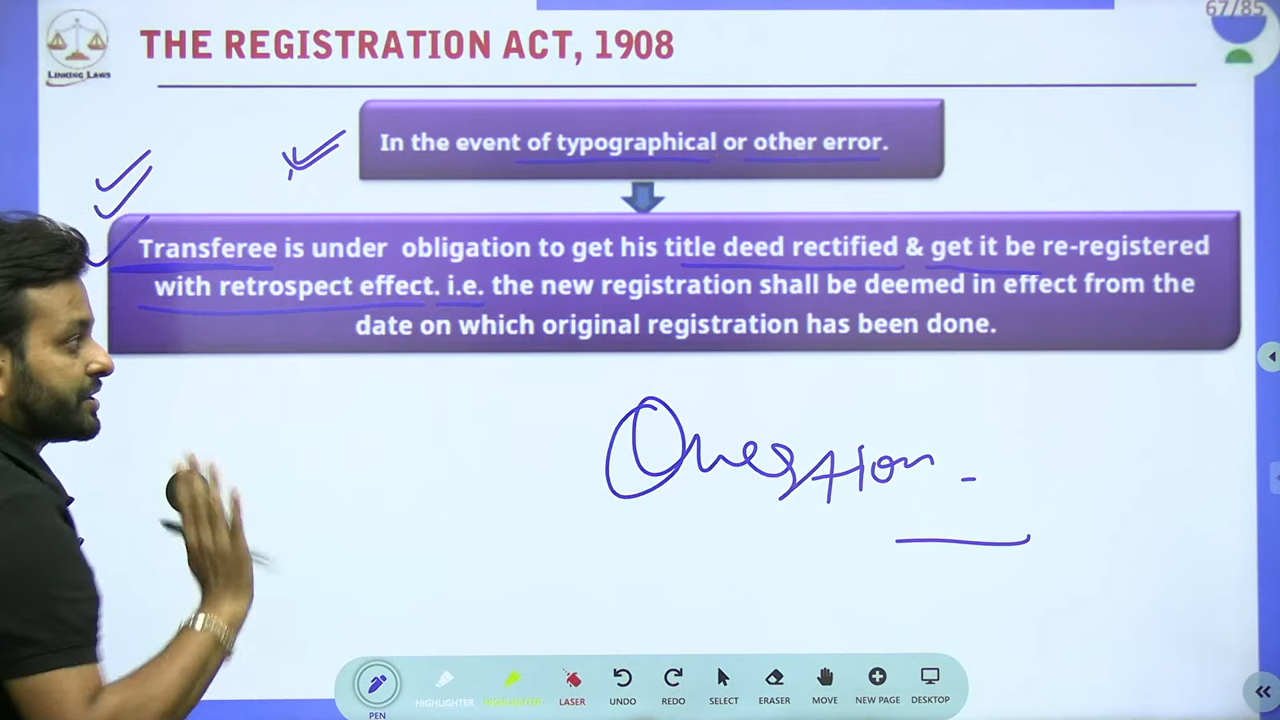 67/85
LINKING LAWS
THE REGISTRATION ACT, 1908
In the event of typographical or other error.
Transferee is under obligation to get his title deed rectified & get it be re-registered
with retrospect effect. i.e. the new registration shall be deemed in effect from the
date on which original registration has been done.
Question.
PEN
HIGHLIGHTER
HIGHLIGHTER
LASER
UNDO
REDO
SELECT
ERASER
MOVE
NEW PAGE
DESKTOP